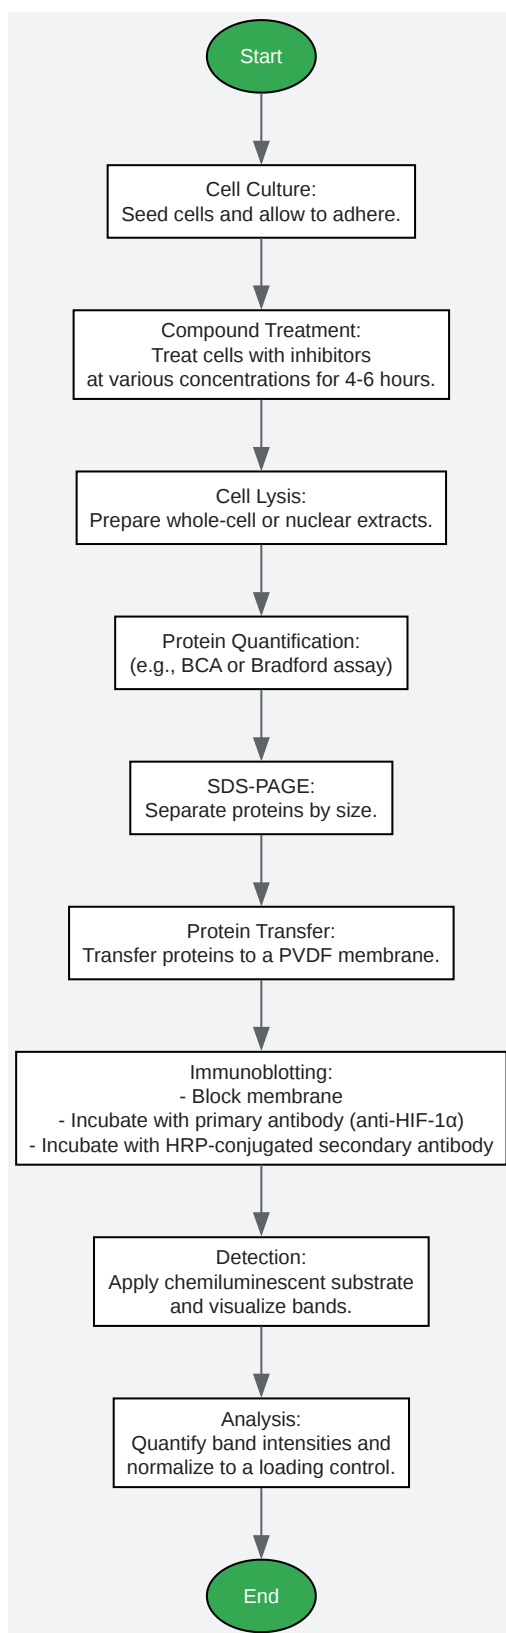 Start
Cell Culture:
Seed cells and allow to adhere.
Compound Treatment:
Treat cells with inhibitors
at various concentrations for 4-6 hours.
Cell Lysis:
Prepare whole-cell or nuclear extracts.
Protein Quantification:
(e.g., BCA or Bradford assay)
SDS-PAGE:
Separate proteins by size.
Protein Transfer:
Transfer proteins to a PVDF membrane.
Immunoblotting:
- Block membrane
- Incubate with primary antibody (anti-HIF-1α)
- Incubate with HRP-conjugated secondary antibody
Detection:
Apply chemiluminescent substrate
and visualize bands.
Analysis:
Quantify band intensities and
normalize to a loading control.
End